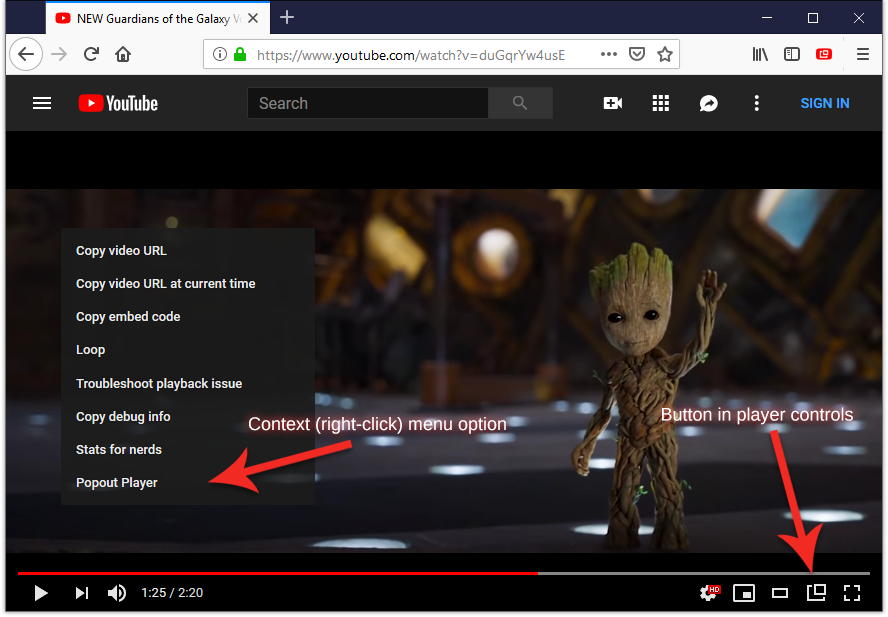 NEW Guardians of the Galaxy V
https://www.youtube.com/watch?v=duGqrYw4usE
YouTube
Search
SIGN IN
Copy video URL
Copy video URL at current time
Copy embed code
Loop
Troubleshoot playback issue
Copy debug info
Stats for nerds
Popout Player
Context (right-click) menu option
Button in player controls
1:25 / 2:20
HD